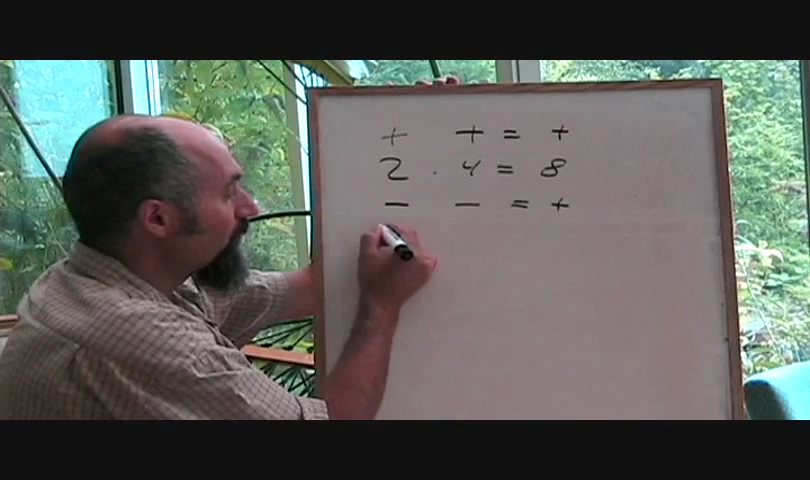 + + = +
2 · 4 = 8
- - = +